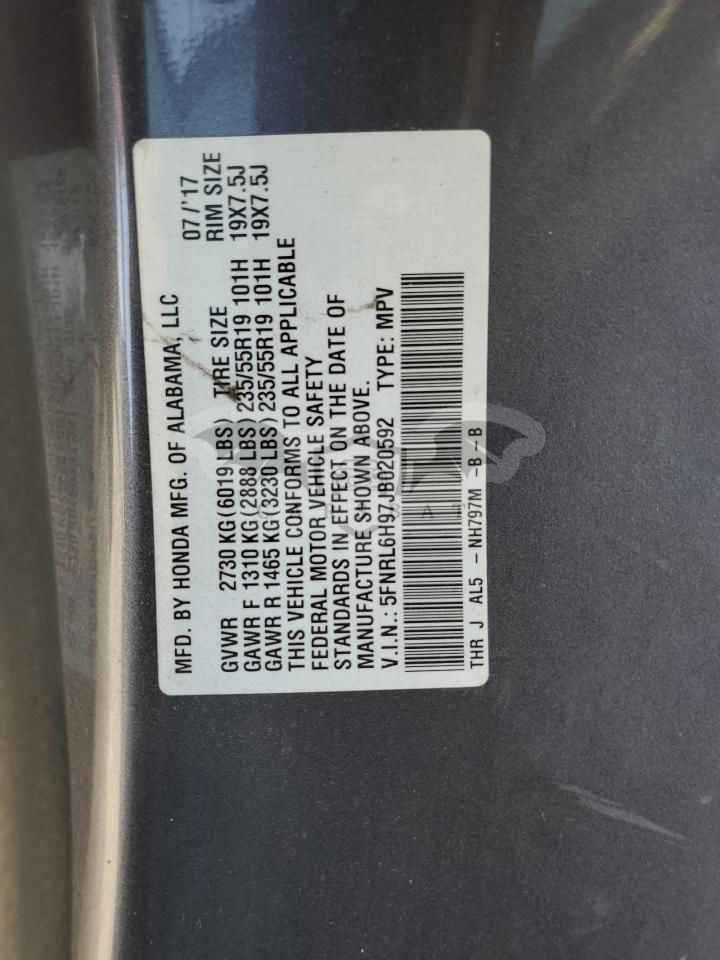 MFD. BY HONDA MFG. OF ALABAMA, LLC 07/'17
GVWR 2730 KG(6019 LBS) TIRE SIZE RIM SIZE
GAWR F 1310 KG(2888 LBS)235/55R19 101H 19X7.5J
GAWR R 1465 KG(3230 LBS)235/55R19 101H 19X7.5J
THIS VEHICLE CONFORMS TO ALL APPLICABLE
FEDERAL MOTOR VEHICLE SAFETY
STANDARDS IN EFFECT ON THE DATE OF
MANUFACTURE SHOWN ABOVE.
V.I.N.: 5FNRL6H97JB020592 TYPE: MPV
THR J AL5 - NH797M -B-B